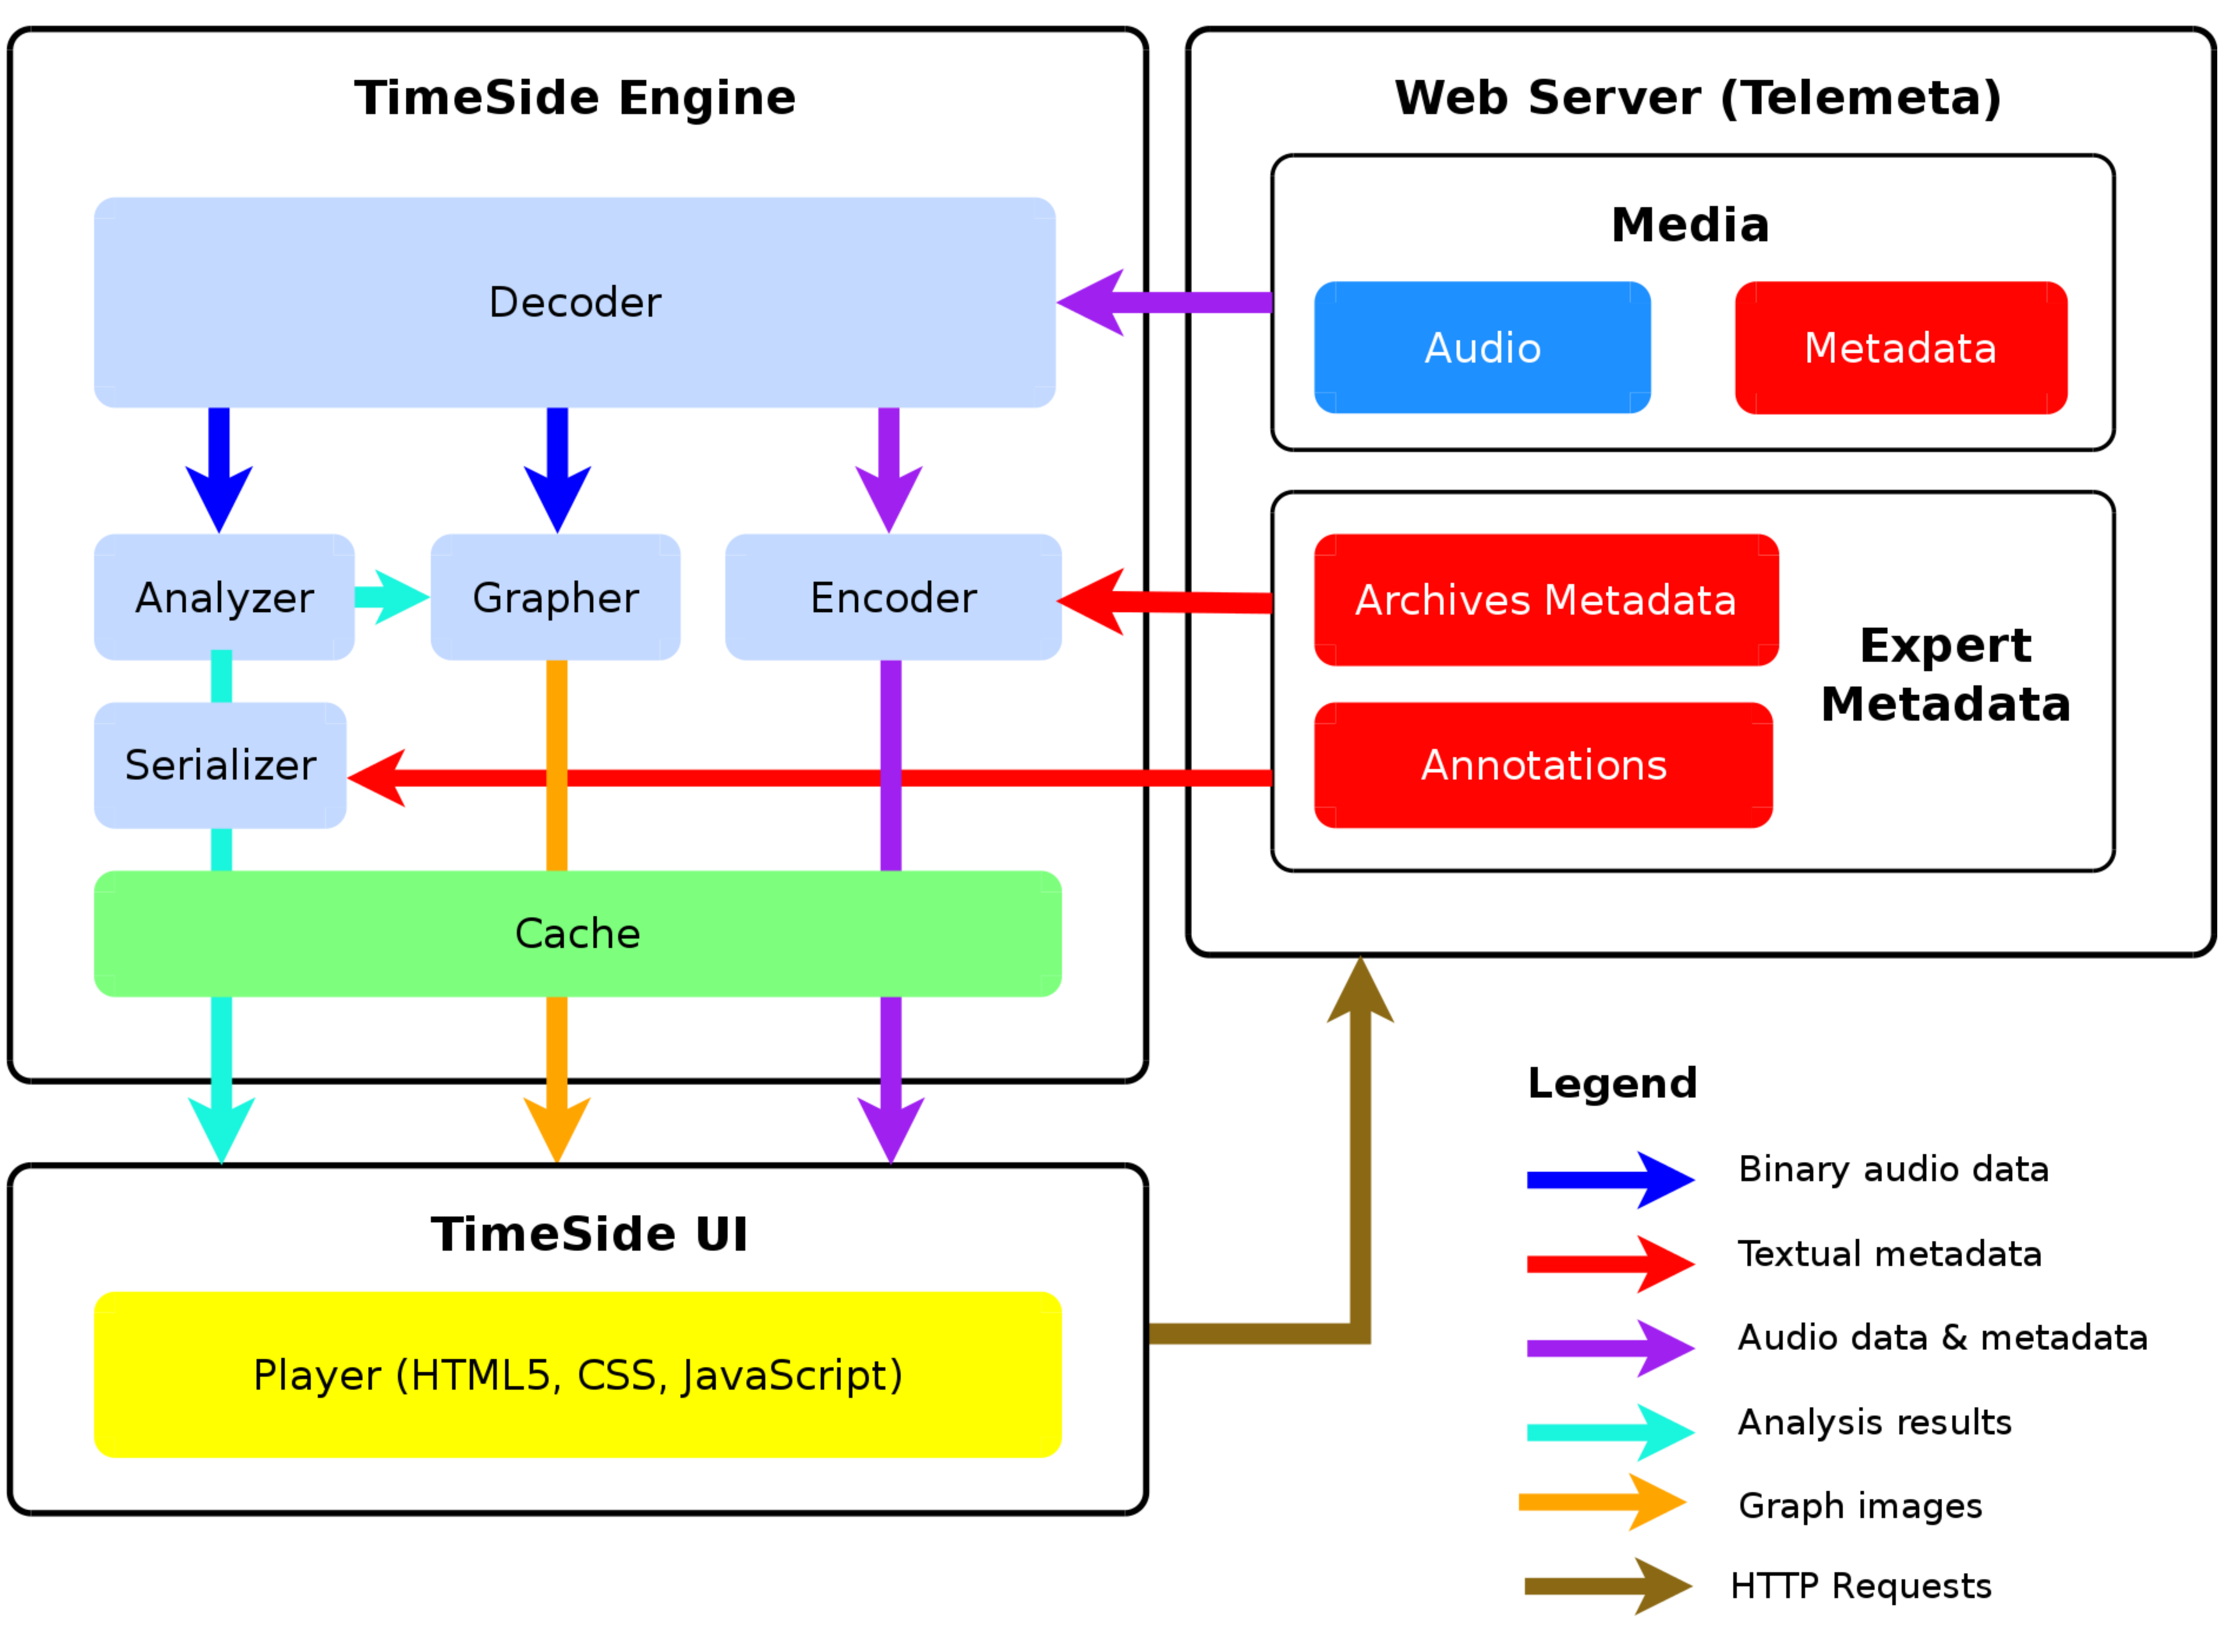 TimeSide Engine
Decoder
Analyzer
Grapher
Encoder
Serializer
Cache
TimeSide UI
Player (HTML5, CSS, JavaScript)
Web Server (Telemeta)
Media
Audio
Metadata
Archives Metadata
Annotations
Expert
Metadata
Legend
Binary audio data
Textual metadata
Audio data & metadata
Analysis results
Graph images
HTTP Requests